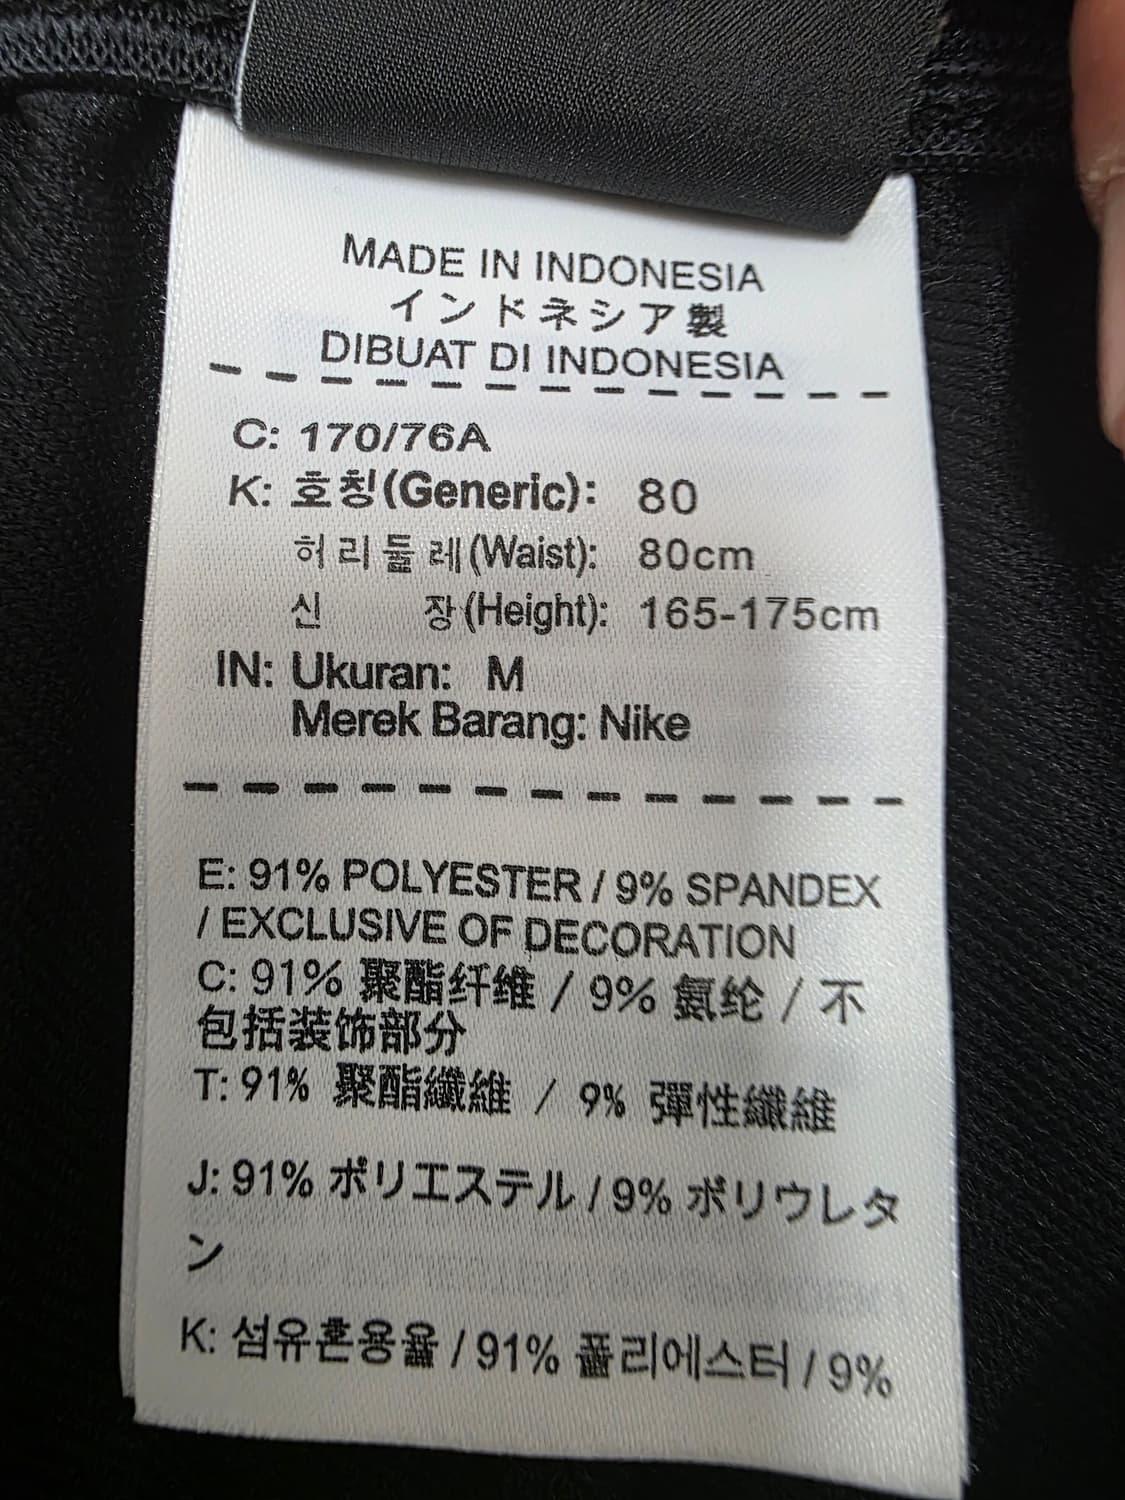 MADE IN INDONESIA
インドネシア製
DIBUAT DI INDONESIA
C: 170/76A
K: 호칭(Generic): 80
허리둘레(Waist): 80cm
신 장(Height): 165-175cm
IN: Ukuran: M
Merek Barang: Nike
E: 91% POLYESTER / 9% SPANDEX
/ EXCLUSIVE OF DECORATION
C: 91% 聚酯纤维 / 9% 氨纶 / 不
包括装饰部分
T: 91% 聚酯纖維 / 9% 彈性纖維
J: 91% ポリエステル / 9% ポリウレタ
ン
K: 섬유혼용율 / 91% 폴리에스터 / 9%